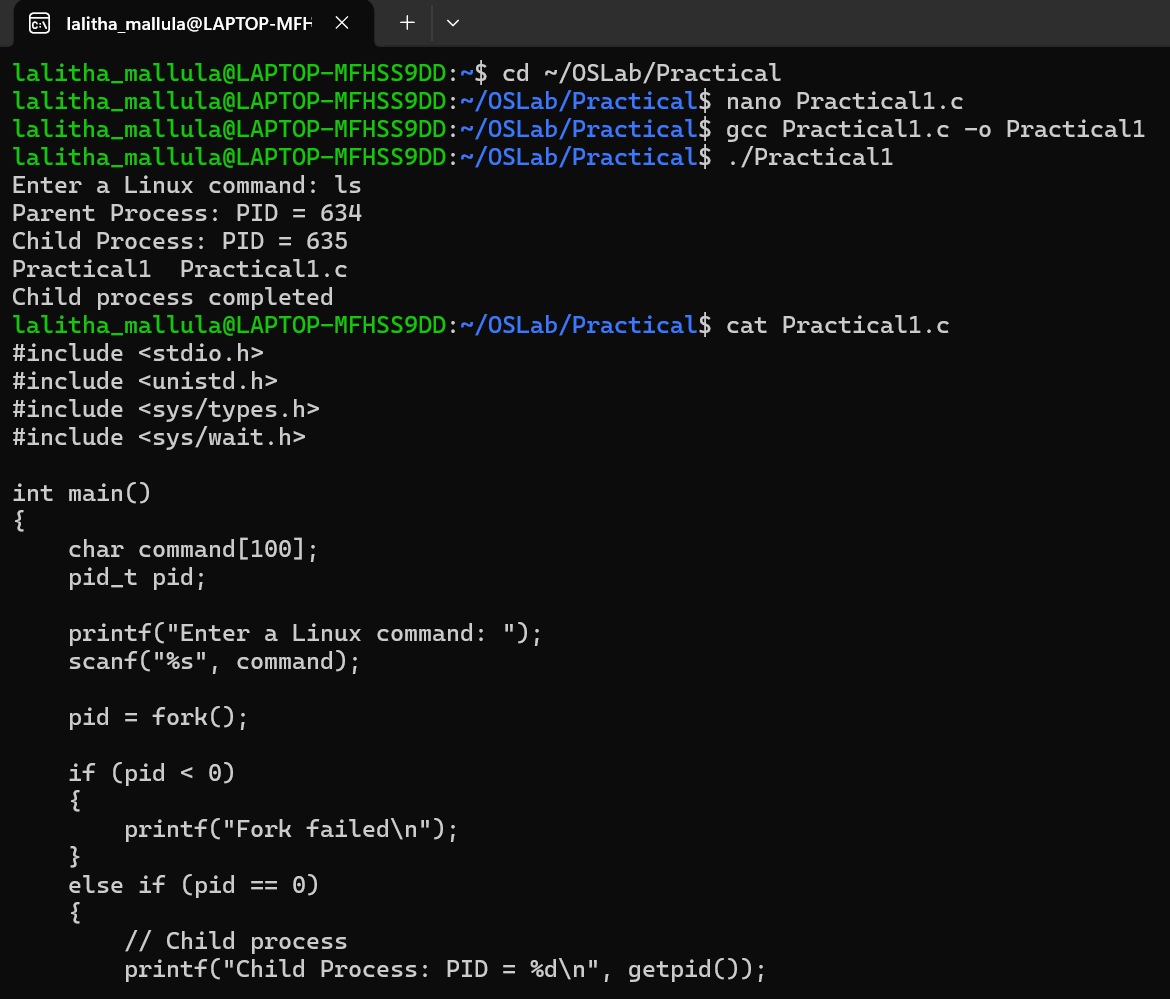 lalitha_mallula@LAPTOP-MFH
lalitha_mallula@LAPTOP-MFHSS9DD:~$ cd ~/OSLab/Practical
lalitha_mallula@LAPTOP-MFHSS9DD:~/OSLab/Practical$ nano Practical1.c
lalitha_mallula@LAPTOP-MFHSS9DD:~/OSLab/Practical$ gcc Practical1.c -o Practical1
lalitha_mallula@LAPTOP-MFHSS9DD:~/OSLab/Practical$ ./Practical1
Enter a Linux command: ls
Parent Process: PID = 634
Child Process: PID = 635
Practical1  Practical1.c
Child process completed
lalitha_mallula@LAPTOP-MFHSS9DD:~/OSLab/Practical$ cat Practical1.c
#include <stdio.h>
#include <unistd.h>
#include <sys/types.h>
#include <sys/wait.h>

int main()
{
    char command[100];
    pid_t pid;

    printf("Enter a Linux command: ");
    scanf("%s", command);

    pid = fork();

    if (pid < 0)
    {
        printf("Fork failed\n");
    }
    else if (pid == 0)
    {
        // Child process
        printf("Child Process: PID = %d\n", getpid());